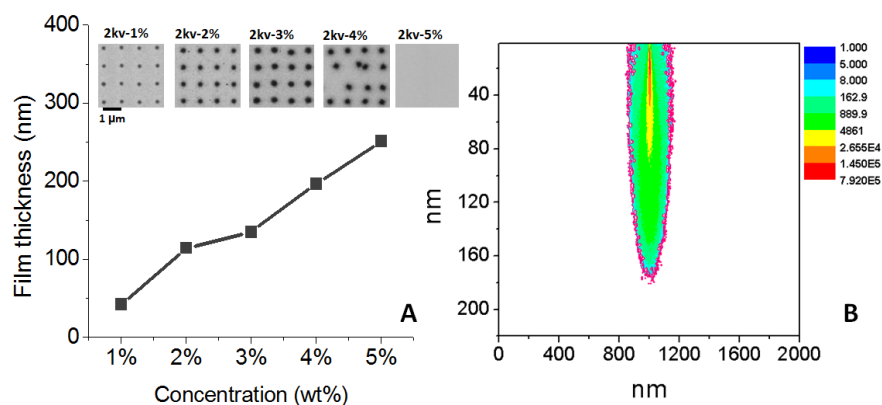 400
350
300
250
200
100
0
Film thickness (nm)
2kv-1% 2kv-2% 2kv-3% 2kv-4% 2kv-5%
1 µm
A
1% 2% 3% 4% 5%
Concentration (wt%)
40
80
120
160
200
nm
B
0 400 800 1200 1600 2000
nm
1.000
5.000
8.000
162.9
889.9
4861
2.655E4
1.450E5
7.920E5